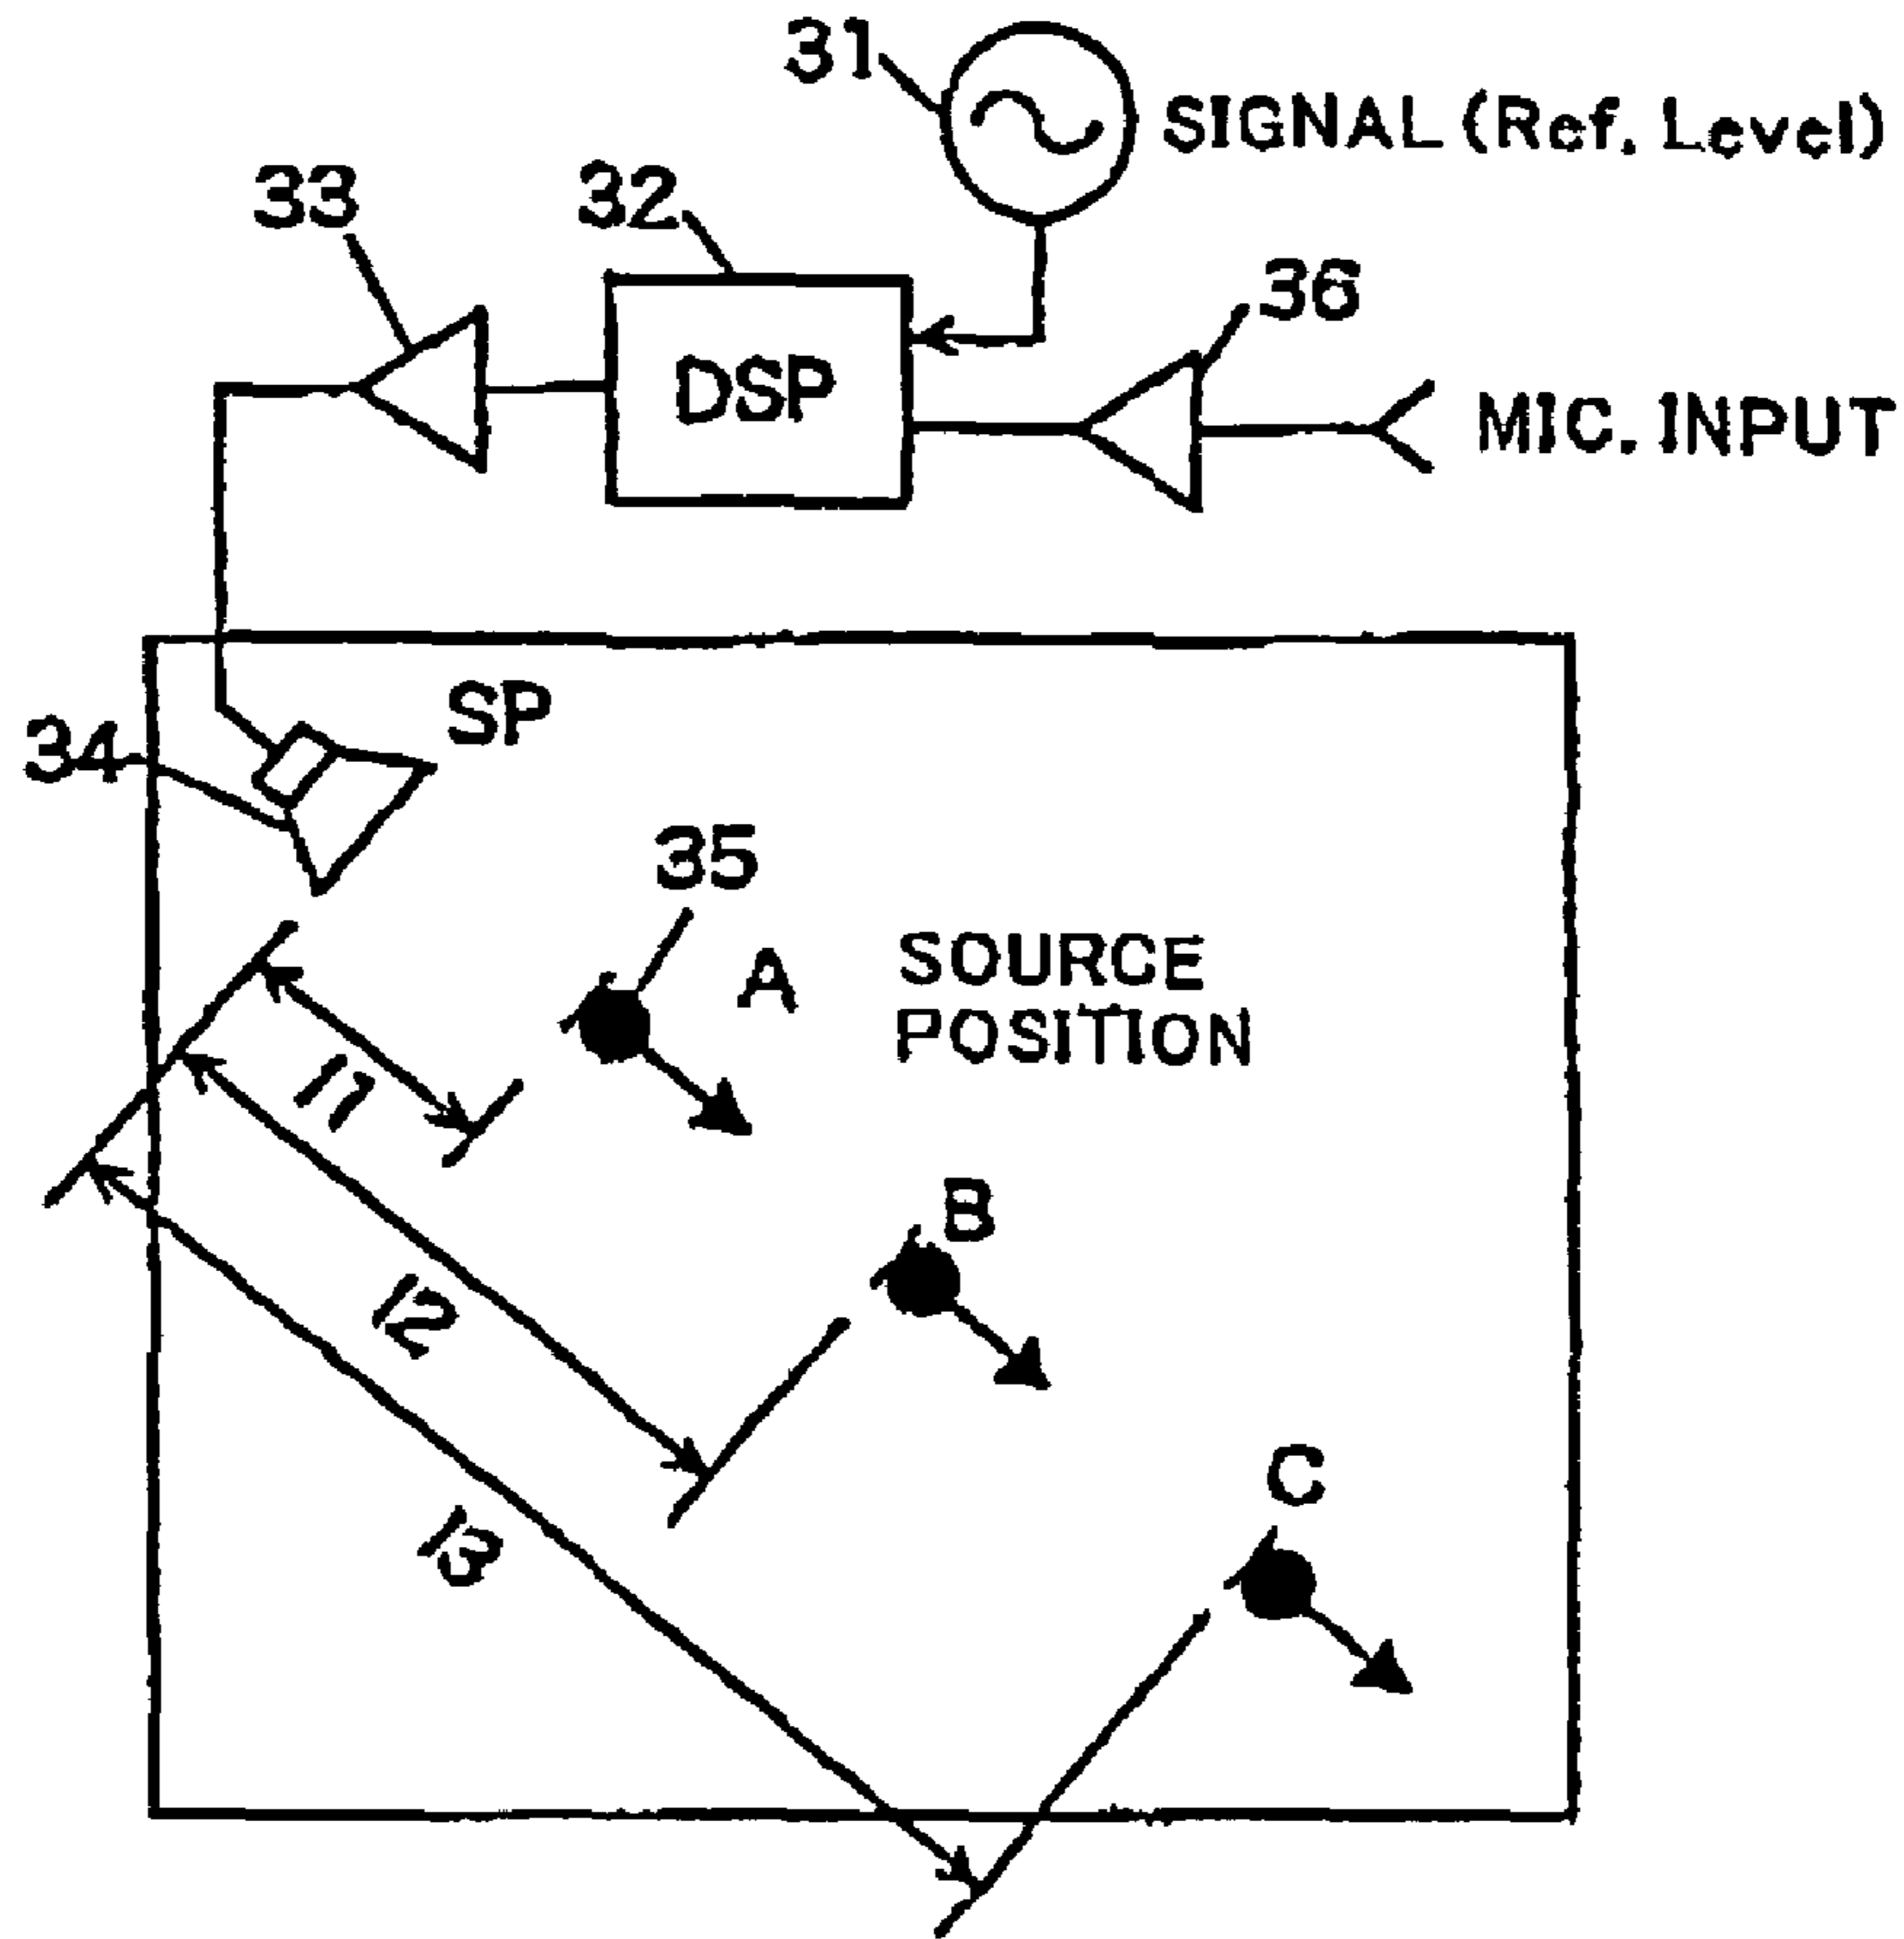 31
SIGNAL (Ref. Level)
33
32
36
DSP
MIC. INPUT
SP
34
35
A
SOURCE
POSITION
l1
B
l2
C
l3